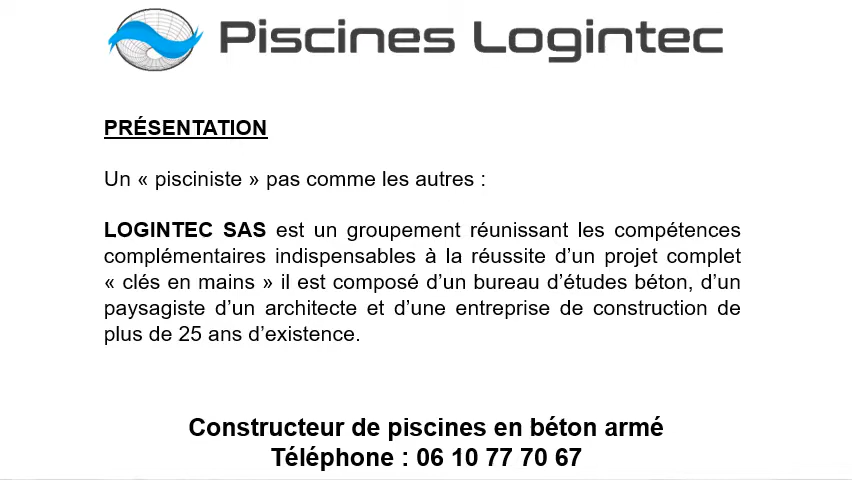 Piscines Logintec
PRÉSENTATION
Un « pisciniste » pas comme les autres :
LOGINTEC SAS est un groupement réunissant les compétences
complémentaires indispensables à la réussite d’un projet complet
« clés en mains » il est composé d’un bureau d’études béton, d’un
paysagiste d’un architecte et d’une entreprise de construction de
plus de 25 ans d’existence.
Constructeur de piscines en béton armé
Téléphone : 06 10 77 70 67